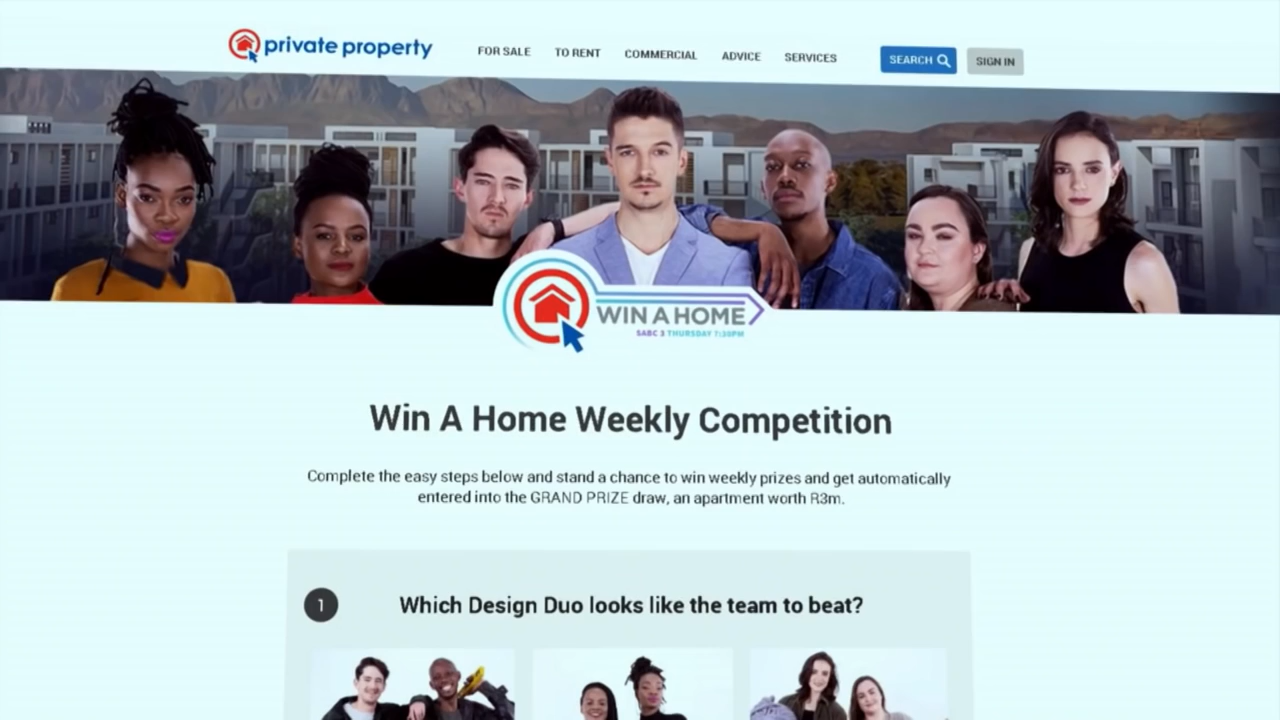 private property
FOR SALE TO RENT COMMERCIAL ADVICE SERVICES SEARCH SIGN IN
WIN A HOME
SABC 3 THURSDAY 7:30PM
Win A Home Weekly Competition
Complete the easy steps below and stand a chance to win weekly prizes and get automatically
entered into the GRAND PRIZE draw, an apartment worth R3m.
1 Which Design Duo looks like the team to beat?